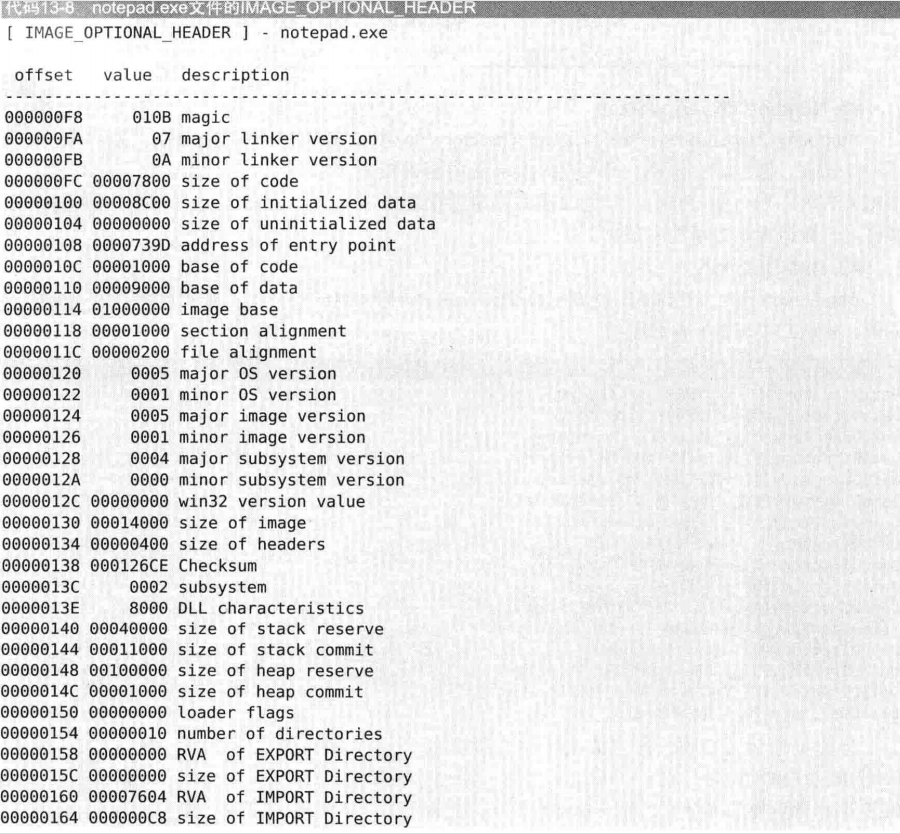 代码13-8 notepad.exe文件的IMAGE_OPTIONAL_HEADER
[ IMAGE_OPTIONAL_HEADER ] - notepad.exe
offset value description
--------------------------------------------------------------------------
000000F8 010B magic
000000FA 07 major linker version
000000FB 0A minor linker version
000000FC 00007800 size of code
00000100 00008C00 size of initialized data
00000104 00000000 size of uninitialized data
00000108 0000739D address of entry point
0000010C 00001000 base of code
00000110 00009000 base of data
00000114 01000000 image base
00000118 00001000 section alignment
0000011C 00000200 file alignment
00000120 0005 major OS version
00000122 0001 minor OS version
00000124 0005 major image version
00000126 0001 minor image version
00000128 0004 major subsystem version
0000012A 0000 minor subsystem version
0000012C 00000000 win32 version value
00000130 00014000 size of image
00000134 00000400 size of headers
00000138 000126CE Checksum
0000013C 0002 subsystem
0000013E 8000 DLL characteristics
00000140 00040000 size of stack reserve
00000144 00011000 size of stack commit
00000148 00100000 size of heap reserve
0000014C 00001000 size of heap commit
00000150 00000000 loader flags
00000154 00000010 number of directories
00000158 00000000 RVA of EXPORT Directory
0000015C 00000000 size of EXPORT Directory
00000160 00007604 RVA of IMPORT Directory
00000164 000000C8 size of IMPORT Directory